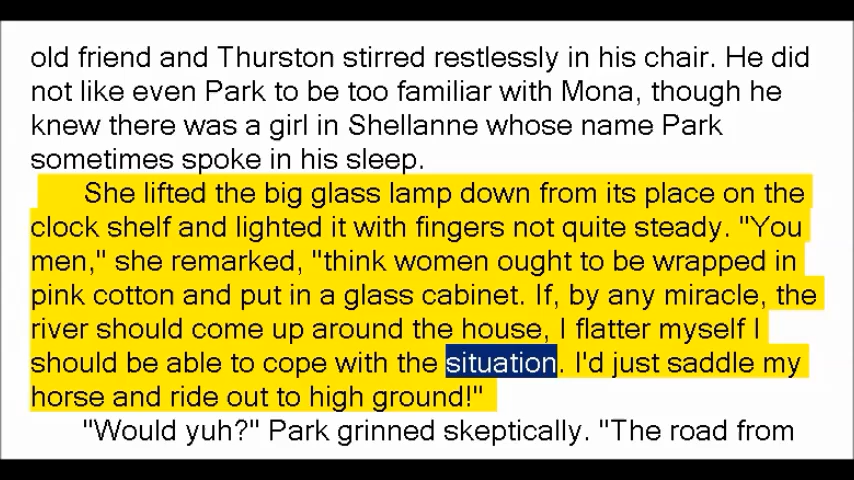 old friend and Thurston stirred restlessly in his chair. He did
not like even Park to be too familiar with Mona, though he
knew there was a girl in Shellanne whose name Park
sometimes spoke in his sleep.
She lifted the big glass lamp down from its place on the
clock shelf and lighted it with fingers not quite steady. "You
men," she remarked, "think women ought to be wrapped in
pink cotton and put in a glass cabinet. If, by any miracle, the
river should come up around the house, I flatter myself I
should be able to cope with the situation. I'd just saddle my
horse and ride out to high ground!"
"Would yuh?" Park grinned skeptically. "The road from